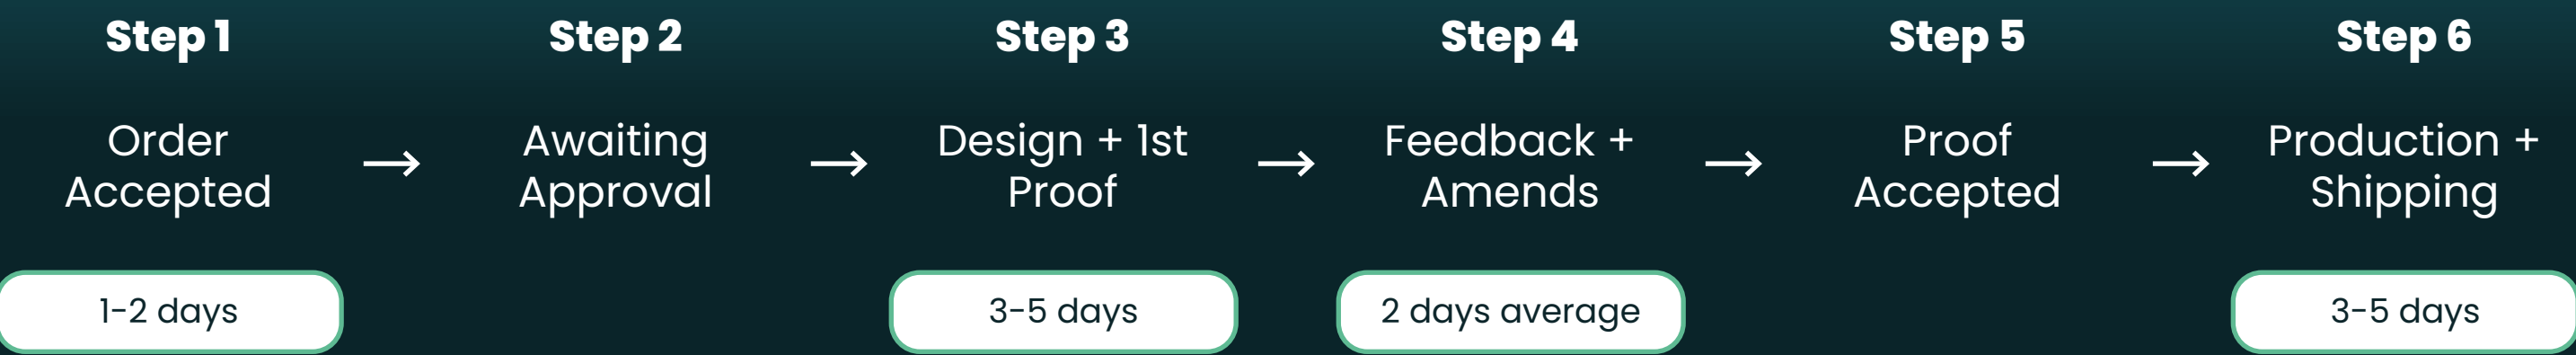 Step 1
Order
Accepted
1-2 days
Step 2
Awaiting
Approval
Step 3
Design + 1st
Proof
3-5 days
Step 4
Feedback +
Amends
2 days average
Step 5
Proof
Accepted
Step 6
Production +
Shipping
3-5 days